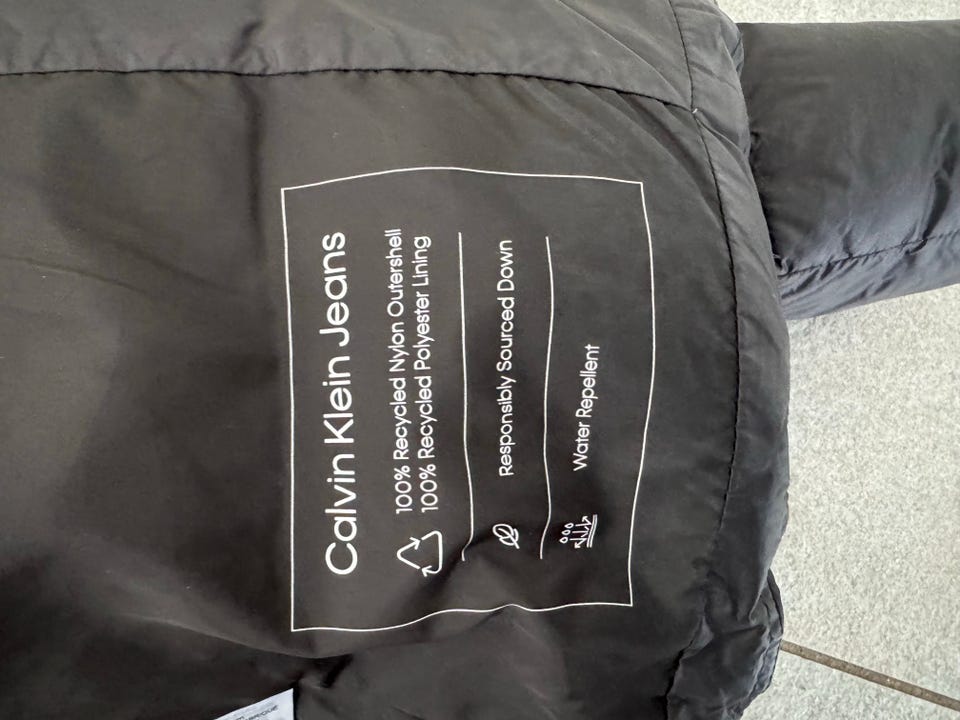 Calvin Klein Jeans
100% Recycled Nylon Outershell
100% Recycled Polyester Lining
Responsibly Sourced Down
Water Repellent